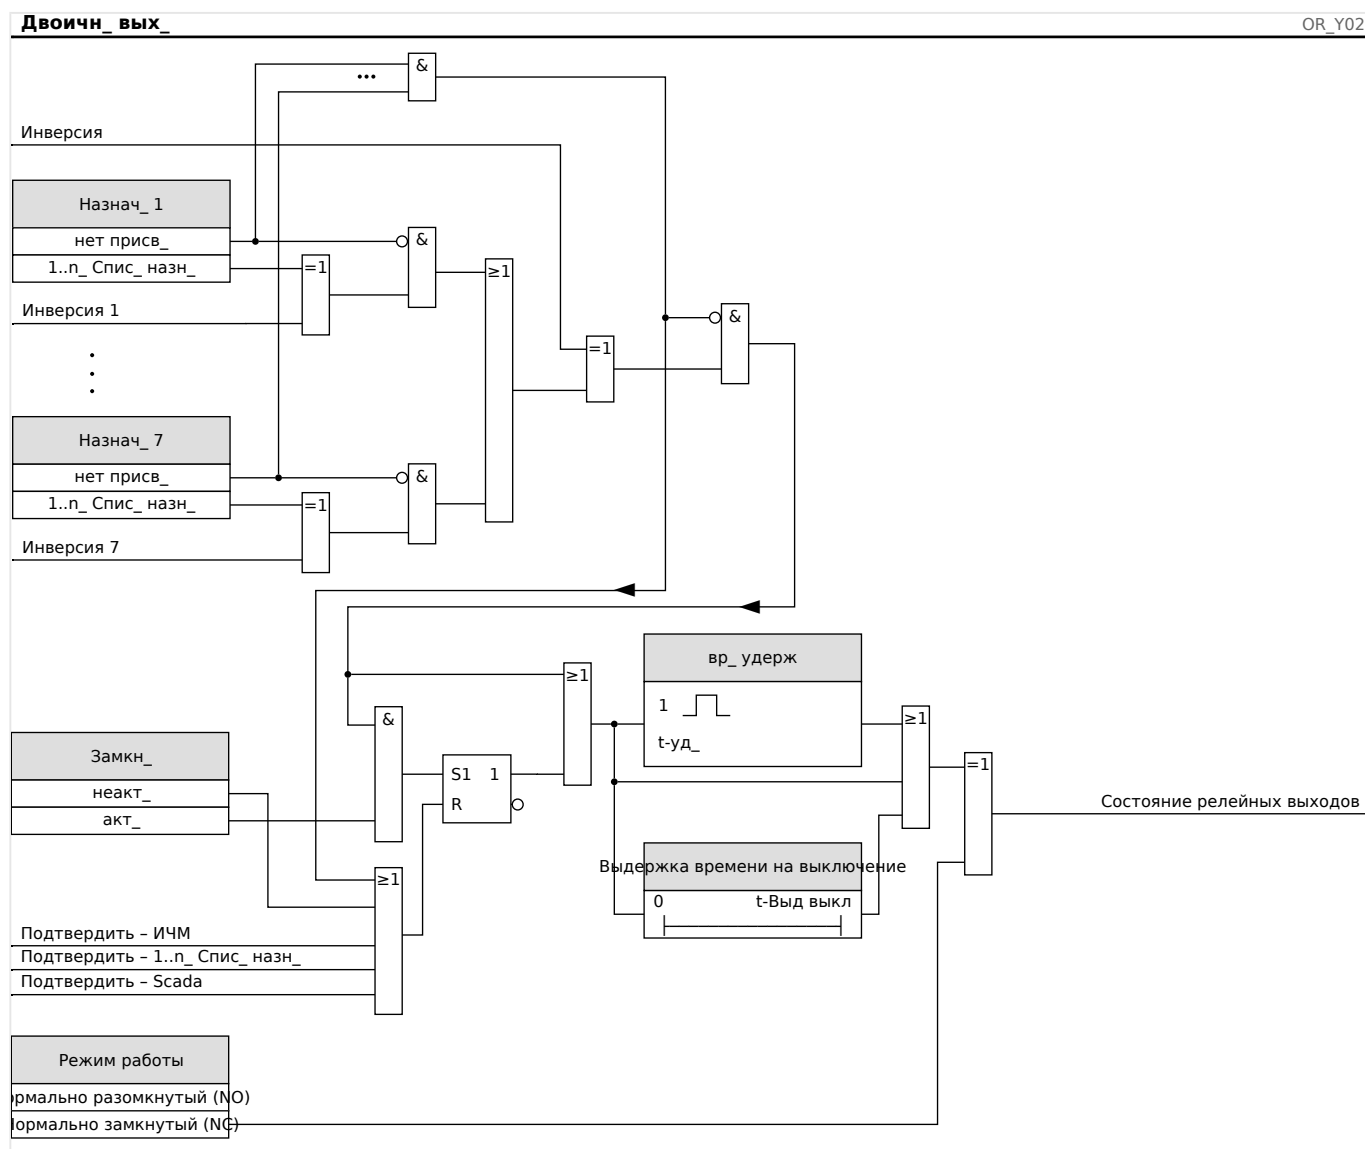 Двоичн_ вых_
OR_Y02
&
Инверсия
Назнач_ 1
нет присв_
&
1..n_ Спис_ назн_
=1
≥1
Инверсия 1
&
=1
Назнач_ 7
нет присв_
&
1..n_ Спис_ назн_
=1
Инверсия 7
вр_ удерж
≥1
1
t-уд_
&
≥1
Замкн_
неакт_
акт_
S1 1
R
=1
Состояние релейных выходов
Выдержка времени на выключение
0 t-Выд выкл
≥1
Подтвердить – ИЧМ
Подтвердить – 1..n_ Спис_ назн_
Подтвердить – Scada
Режим работы
ормально разомкнутый (NO)
Нормально замкнутый (NC)